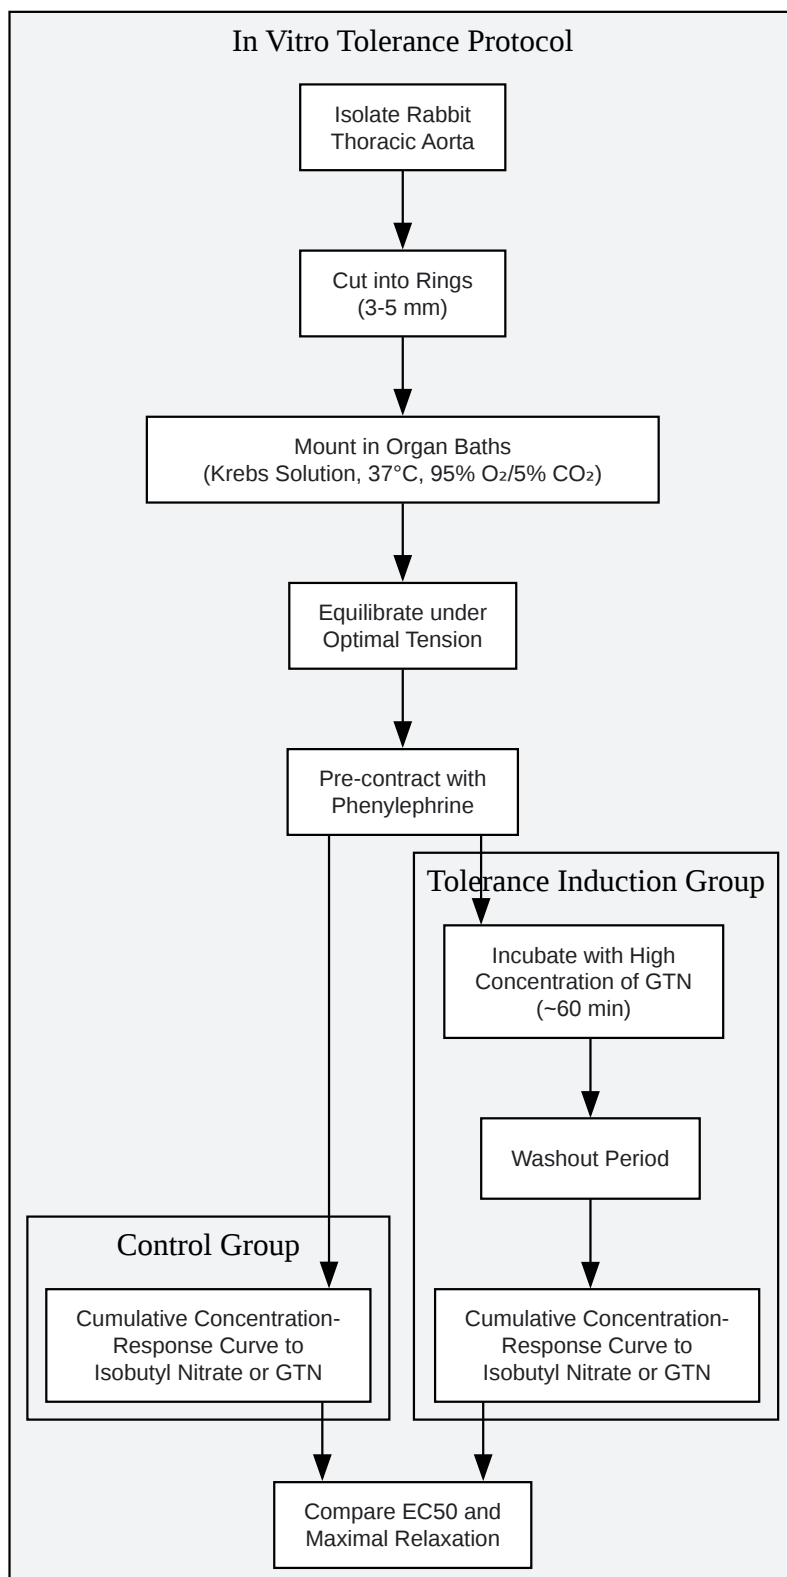 In Vitro Tolerance Protocol
Isolate Rabbit
Thoracic Aorta
Cut into Rings
(3-5 mm)
Mount in Organ Baths
(Krebs Solution, 37°C, 95% O₂/5% CO₂)
Equilibrate under
Optimal Tension
Pre-contract with
Phenylephrine
Tolerance Induction Group
Incubate with High
Concentration of GTN
(~60 min)
Washout Period
Control Group
Cumulative Concentration-
Response Curve to
Isobutyl Nitrate or GTN
Cumulative Concentration-
Response Curve to
Isobutyl Nitrate or GTN
Compare EC50 and
Maximal Relaxation